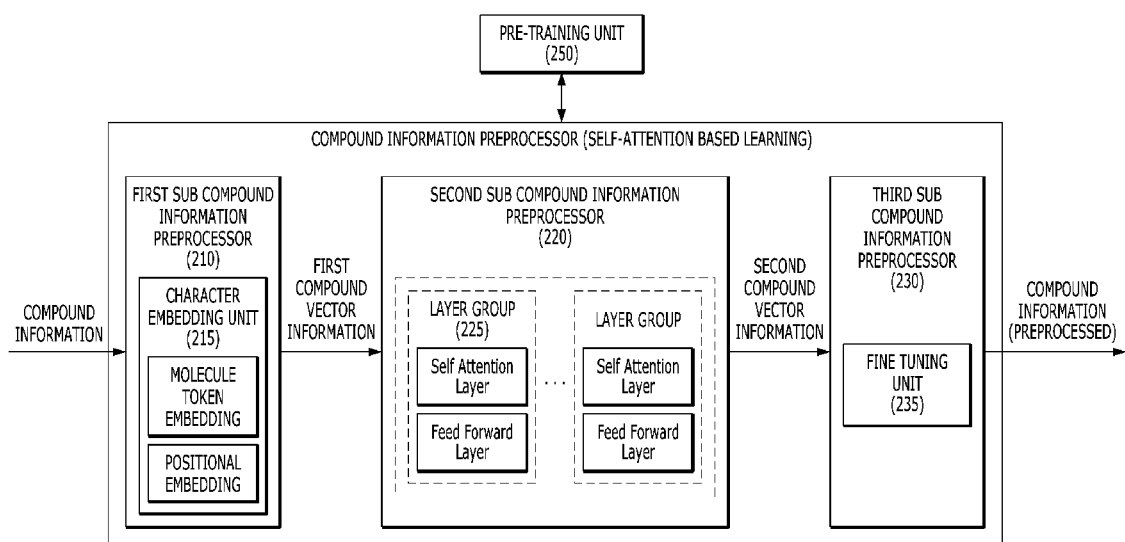 PRE-TRAINING UNIT
(250)
COMPOUND INFORMATION PREPROCESSOR (SELF-ATTENTION BASED LEARNING)
COMPOUND
INFORMATION
FIRST SUB COMPOUND
INFORMATION
PREPROCESSOR
(210)
CHARACTER
EMBEDDING UNIT
(215)
MOLECULE
TOKEN
EMBEDDING
POSITIONAL
EMBEDDING
FIRST
COMPOUND
VECTOR
INFORMATION
SECOND SUB COMPOUND INFORMATION
PREPROCESSOR
(220)
LAYER GROUP
(225)
Self Attention
Layer
Feed Forward
Layer
...
LAYER GROUP
Self Attention
Layer
Feed Forward
Layer
SECOND
COMPOUND
VECTOR
INFORMATION
THIRD SUB
COMPOUND
INFORMATION
PREPROCESSOR
(230)
FINE TUNING
UNIT
(235)
COMPOUND
INFORMATION
(PREPROCESSED)